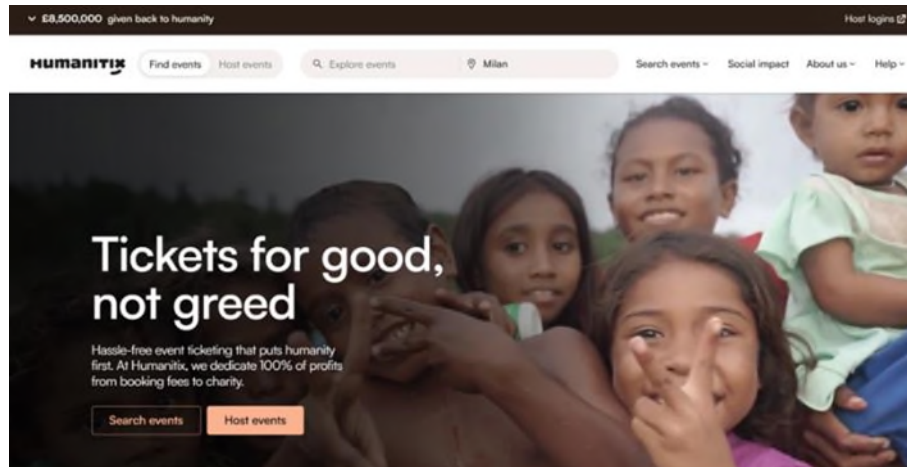 £8,500,000 given back to humanity
Host logins
HUMANITIX
Find events
Host events
Explore events
Milan
Search events
Social impact
About us
Help
Tickets for good,
not greed
Hassle-free event ticketing that puts humanity
first. At Humanitix, we dedicate 100% of profits
from booking fees to charity.
Search events
Host events